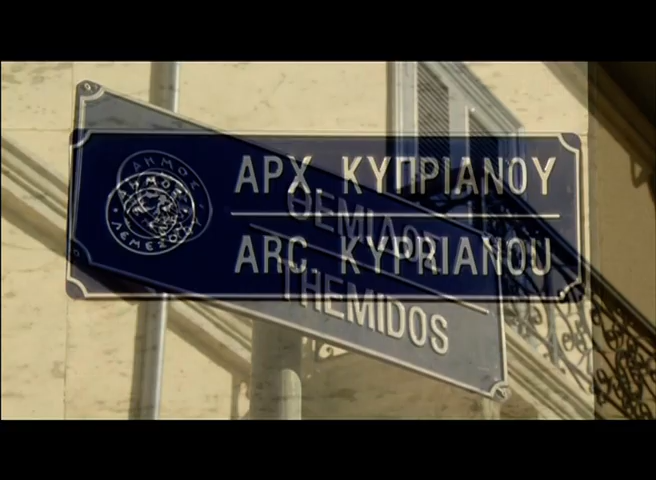 ΑΡΧ. ΚΥΠΡΙΑΝΟΥ
ARC. KYPRIANOU
ΘΕΜΙΔΟΣ
THEMIDOS
ΔΗΜΟΣ
ΛΕΜΕΣΟΥ